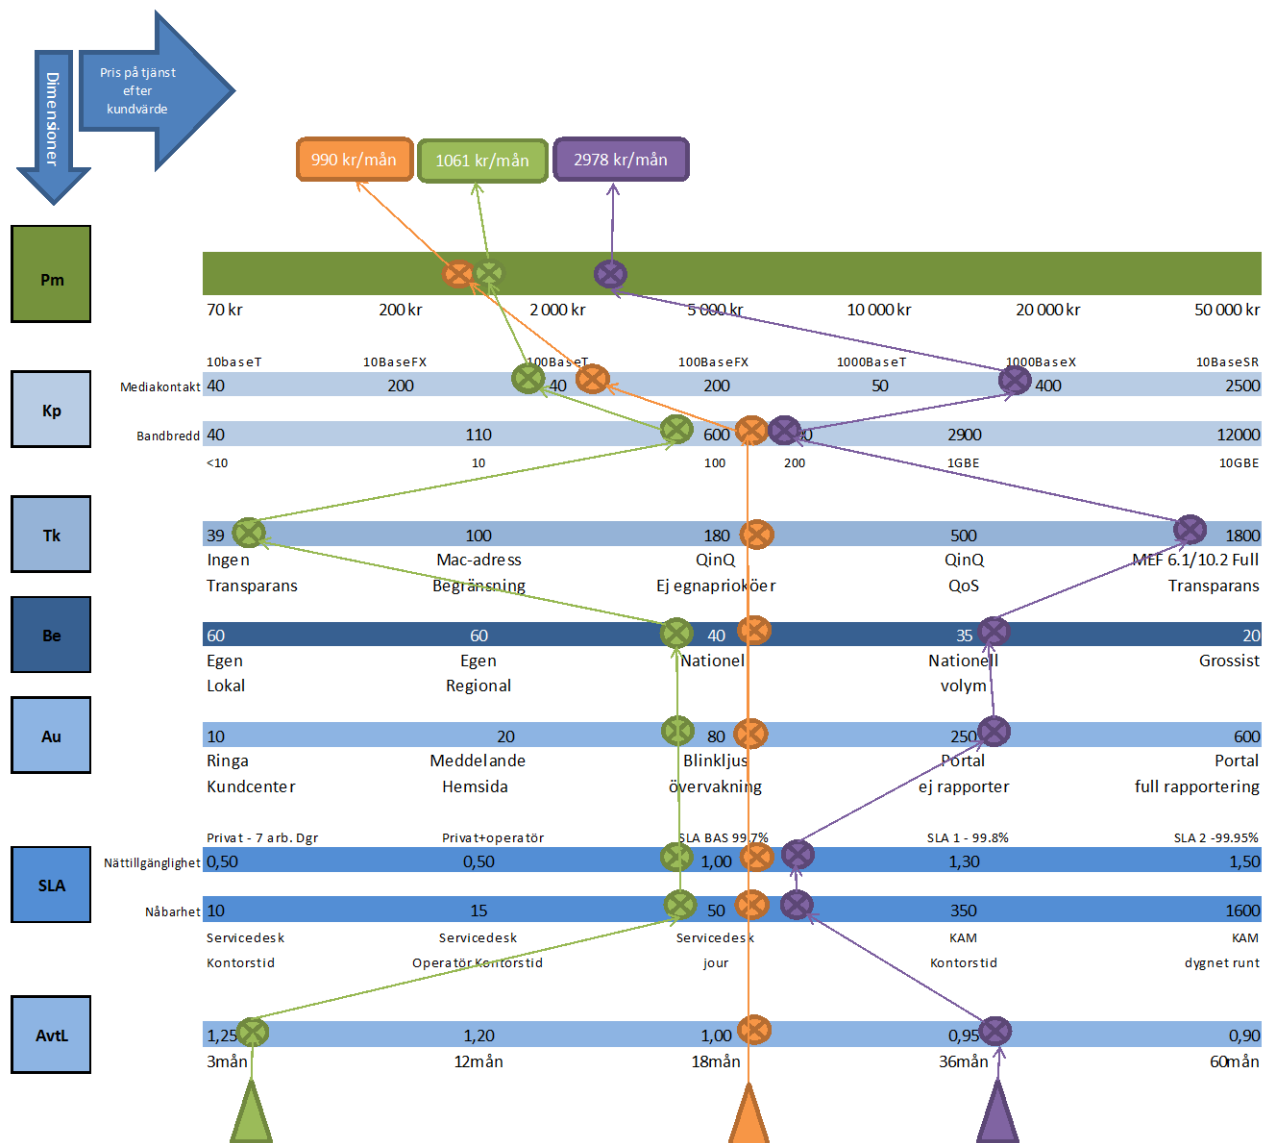 Dimensioner
Pris på tjänst
efter
kundvärde
990 kr/mån 1061 kr/mån 2978 kr/mån
Pm
70 kr 200 kr 2 000 kr 5 000 kr 10 000 kr 20 000 kr 50 000 kr
10baseT 10BaseFX 100BaseT 100BaseFX 1000BaseT 1000BaseX 10BaseSR
Kp
Mediakontakt 40 200 40 200 50 400 2500
Bandbredd 40 110 600 2900 12000
<10 10 100 200 1GBE 10GBE
Tk
39 100 180 500 1800
Ingen Mac-adress QinQ QinQ MEF 6.1/10.2 Full
Transparans Begränsning Ej egnaprioköer QoS Transparans
Be
60 60 40 35 20
Egen Egen Nationel Nationell Grossist
Lokal Regional volym
Au
10 20 80 250 600
Ringa Meddelande Blinkljus Portal Portal
Kundcenter Hemsida övervakning ej rapporter full rapportering
Privat - 7 arb. Dgr Privat+operatör SLA BAS 99.7% SLA 1 - 99.8% SLA 2 -99.95%
SLA
Nättillgänglighet 0,50 0,50 1,00 1,30 1,50
Nåbarhet 10 15 50 350 1600
Servicedesk Servicedesk Servicedesk KAM KAM
Kontorstid Operatör Kontorstid jour Kontorstid dygnet runt
AvtL
1,25 1,20 1,00 0,95 0,90
3mån 12mån 18mån 36mån 60mån